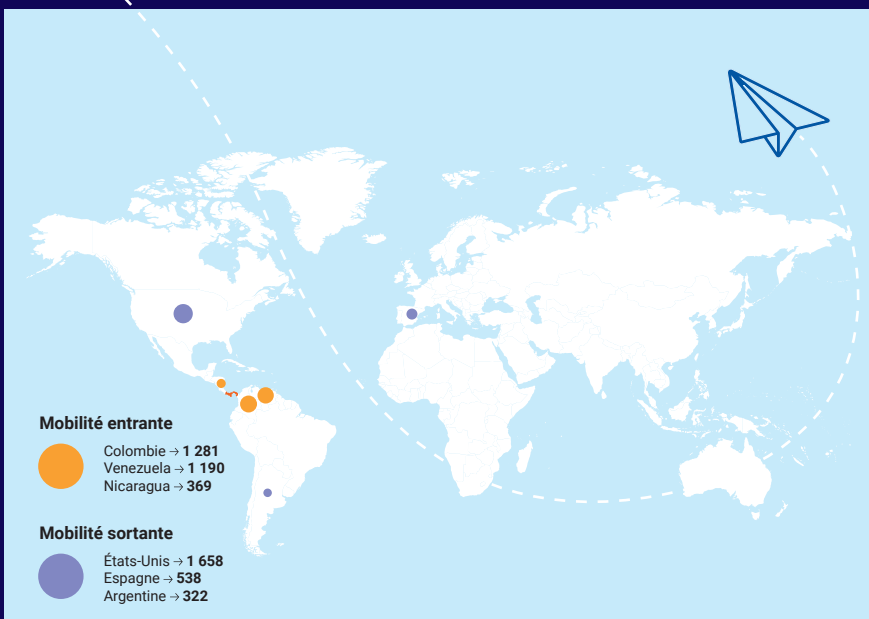 Mobilité entrante
Colombie → 1 281
Venezuela → 1 190
Nicaragua → 369
Mobilité sortante
États-Unis → 1 658
Espagne → 538
Argentine → 322